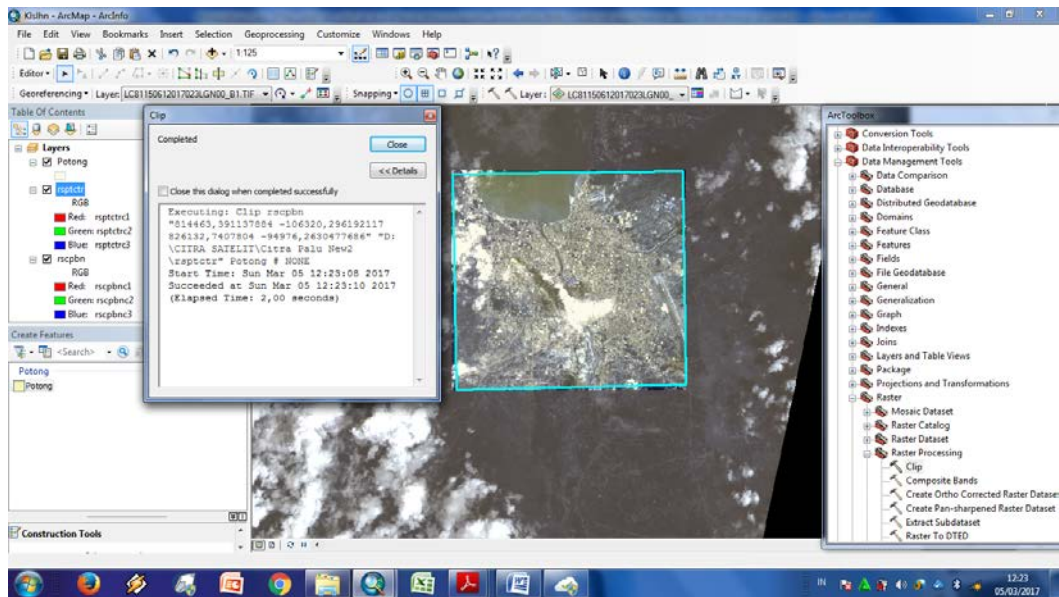 Klslhn - ArcMap - ArcInfo
File Edit View Bookmarks Insert Selection Geoprocessing Customize Windows Help
1:125
Editor
Georeferencing Layer: LC81150612017023LGN00_B1.TIF Snapping Layer: LC81150612017023LGN00_
Table Of Contents
Layers
Potong
rsptctr
RGB
Red: rsptctrc1
Green: rsptctrc2
Blue: rsptctrc3
rscpbn
RGB
Red: rscpbnc1
Green: rscpbnc2
Blue: rscpbnc3
Create Features
<Search>
Potong
Potong
Construction Tools
Clip
Completed
Close
<< Details
Close this dialog when completed successfully
Executing: Clip rscpbn
"814463,591137884 -106320,296192117
826132,7407804 -94976,2630477686" "D:
\CITRA SATELIT\Citra Palu New2
\rsptctr" Potong # NONE
Start Time: Sun Mar 05 12:23:08 2017
Succeeded at Sun Mar 05 12:23:10 2017
(Elapsed Time: 2,00 seconds)
ArcToolbox
Conversion Tools
Data Interoperability Tools
Data Management Tools
Data Comparison
Database
Distributed Geodatabase
Domains
Feature Class
Features
Fields
File Geodatabase
General
Generalization
Graph
Indexes
Joins
Layers and Table Views
Package
Projections and Transformations
Raster
Mosaic Dataset
Raster Catalog
Raster Dataset
Raster Processing
Clip
Composite Bands
Create Ortho Corrected Raster Datase
Create Pan-sharpened Raster Dataset
Extract Subdataset
Raster To DTED
IN
12:23
05/03/2017